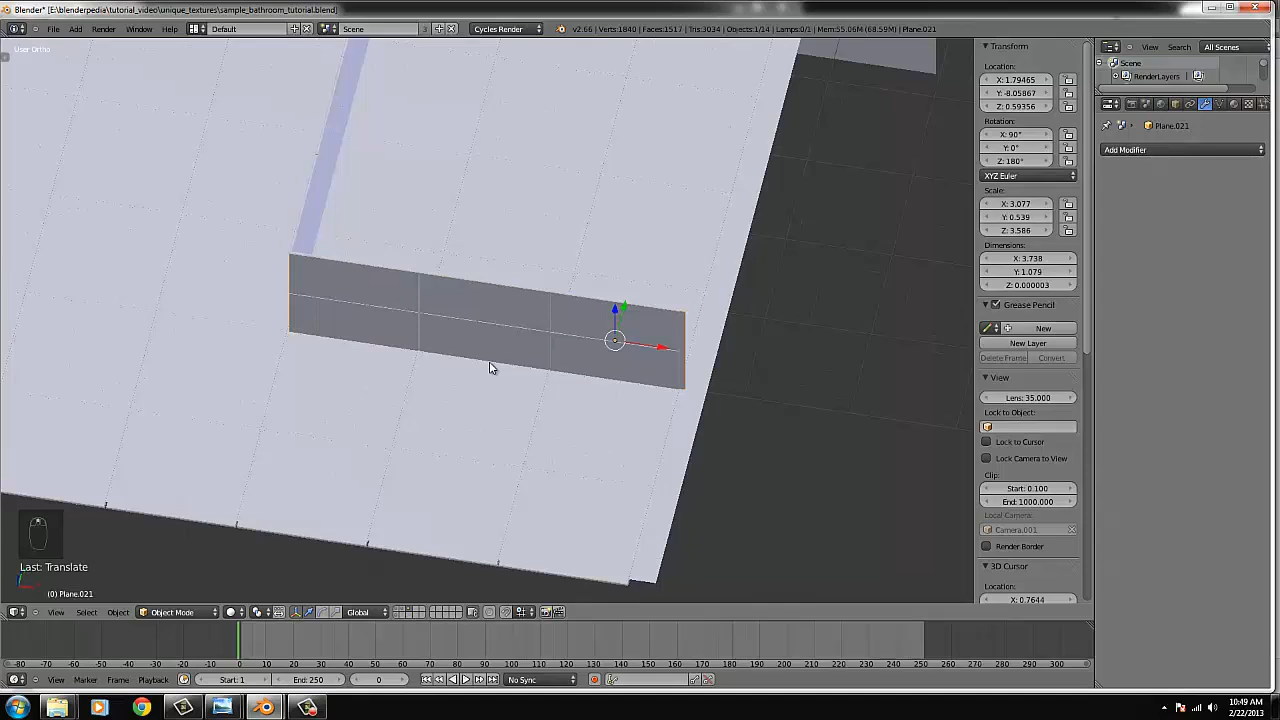 Blender* [E:\blenderpedia\tutorial_video\unique_textures\sample_bathroom_tutorial.blend]
File Add Render Window Help Default Scene 3 Cycles Render v2.66 | Verts:1840 | Faces:1517 | Tris:3034 | Objects:1/14 | Lamps:0/1 | Mem:55.06M (68.59M) | Plane.021
View Search All Scenes
User Ortho
Transform
Scene
Location:
RenderLayers
X: 1.79465
Y: -8.05867
Z: 0.59356
Rotation:
Plane.021
X: 90°
Y: 0°
Add Modifier
Z: 180°
XYZ Euler
Scale:
X: 3.077
Y: 0.539
Z: 3.586
Dimensions:
X: 3.738
Y: 1.079
Z: 0.000003
Grease Pencil
New
New Layer
Delete Frame Convert
View
Lens: 35.000
Lock to Object:
Lock to Cursor
Lock Camera to View
Clip:
Start: 0.100
End: 1000.000
Local Camera:
Camera.001
Render Border
Last: Translate
3D Cursor
Location:
(0) Plane.021
X: 0.7644
View Select Object Object Mode Global
-80 -70 -60 -50 -40 -30 -20 -10 0 10 20 30 40 50 60 70 80 90 100 110 120 130 140 150 160 170 180 190 200 210 220 230 240 250 260 270 280 290 300
View Marker Frame Playback Start: 1 End: 250 0 No Sync
10:49 AM
2/22/2013